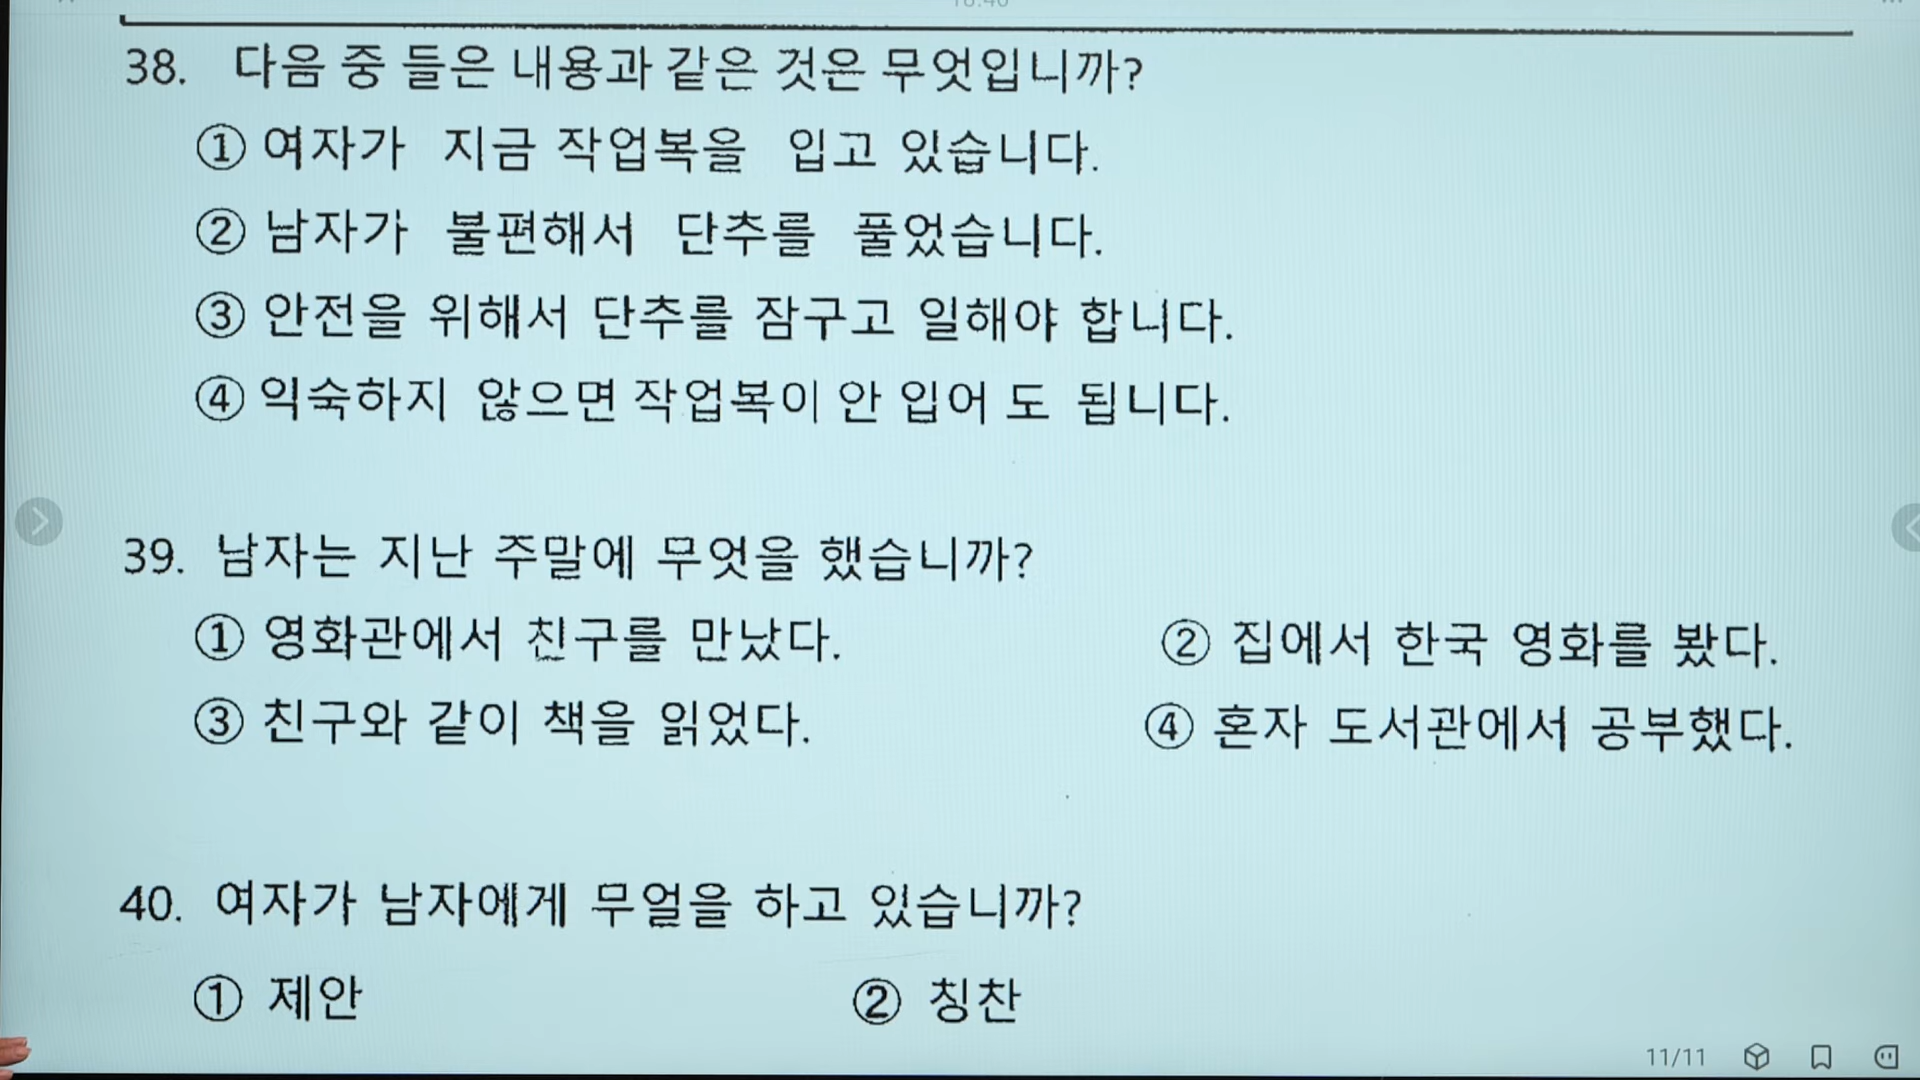 38. 다음 중 들은 내용과 같은 것은 무엇입니까?
① 여자가 지금 작업복을 입고 있습니다.
② 남자가 불편해서 단추를 풀었습니다.
③ 안전을 위해서 단추를 잠구고 일해야 합니다.
④ 익숙하지 않으면 작업복이 안 입어 도 됩니다.
39. 남자는 지난 주말에 무엇을 했습니까?
① 영화관에서 친구를 만났다. ② 집에서 한국 영화를 봤다.
③ 친구와 같이 책을 읽었다. ④ 혼자 도서관에서 공부했다.
40. 여자가 남자에게 무얼을 하고 있습니까?
① 제안 ② 칭찬
11/11